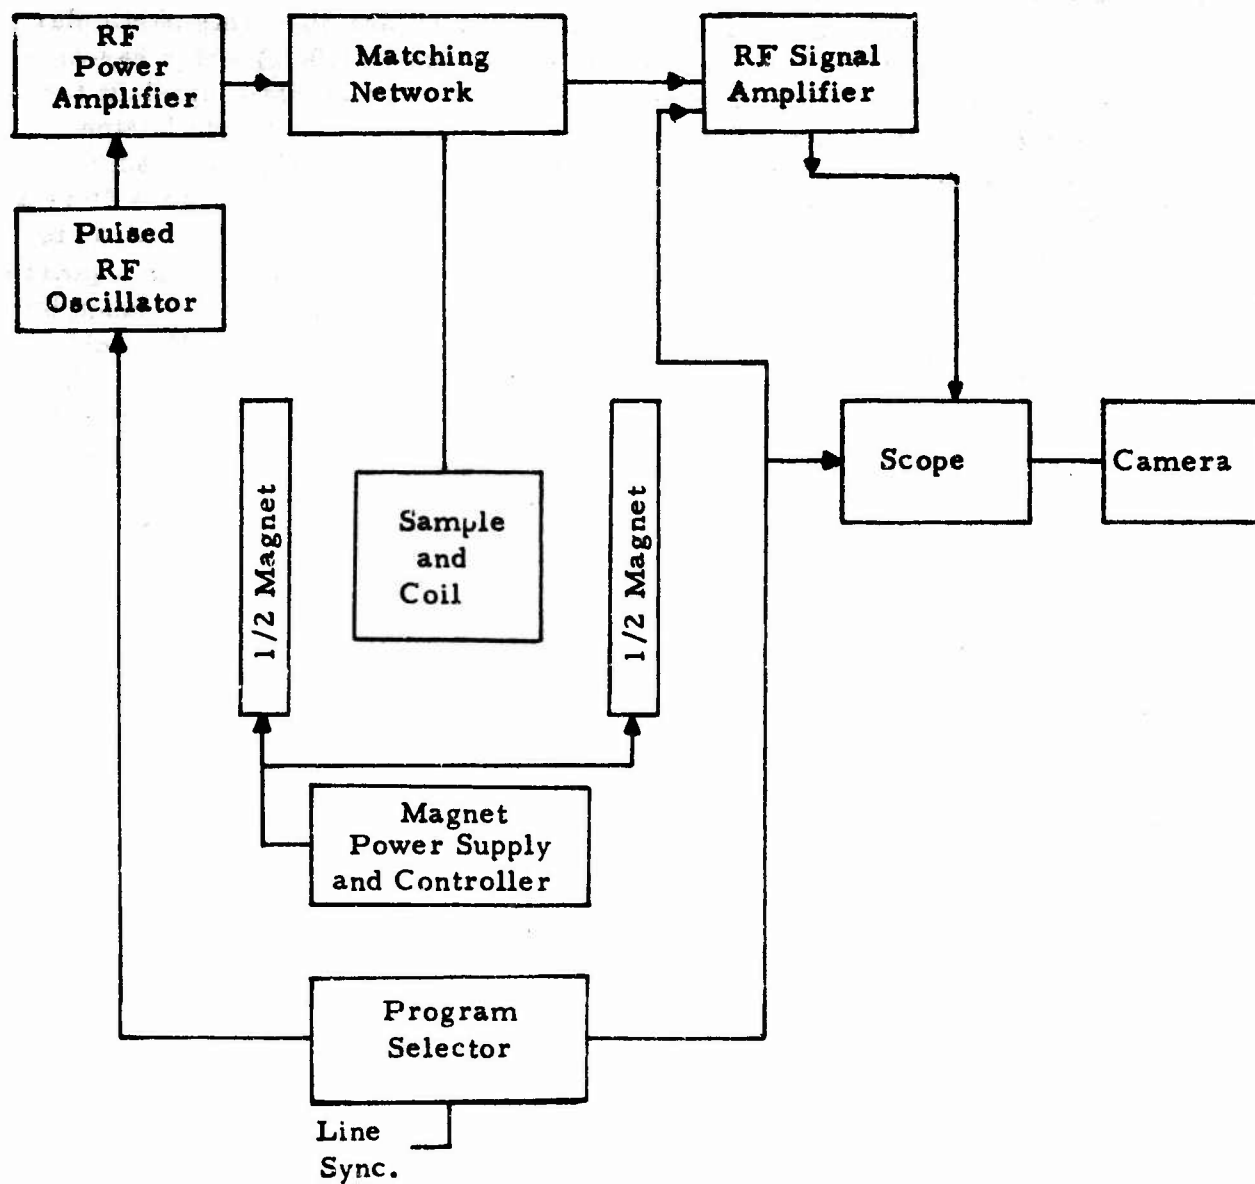 RF
Power
Amplifier
Matching
Network
RF Signal
Amplifier
Pulsed
RF
Oscillator
1/2 Magnet
Sample
and
Coil
1/2 Magnet
Scope
Camera
Magnet
Power Supply
and Controller
Program
Selector
Line
Sync.